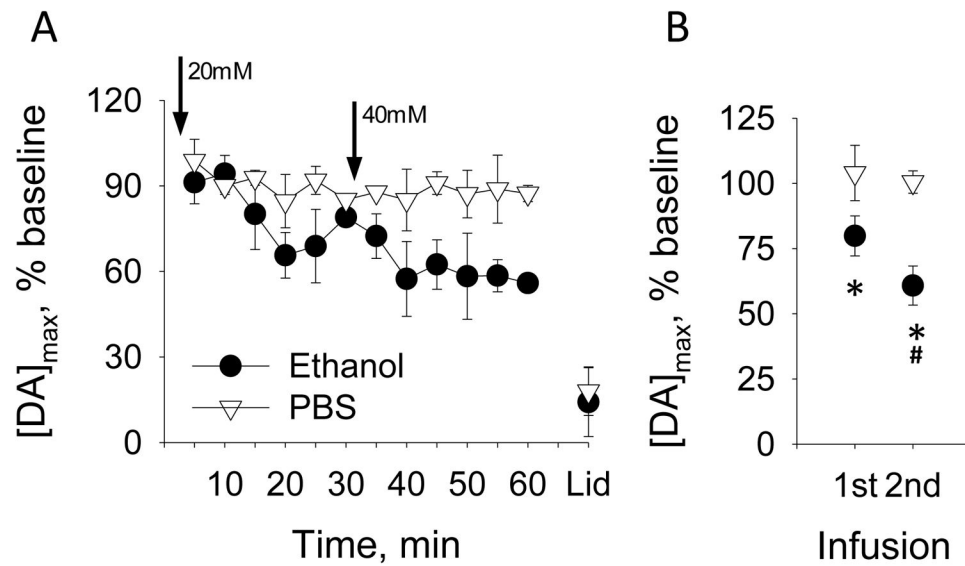 A
20mM
40mM
[DA]max, % baseline
120
90
60
30
0
Ethanol
PBS
10 20 30 40 50 60 Lid
Time, min
B
[DA]max, % baseline
125
100
75
50
25
0
*
*
#
1st 2nd
Infusion